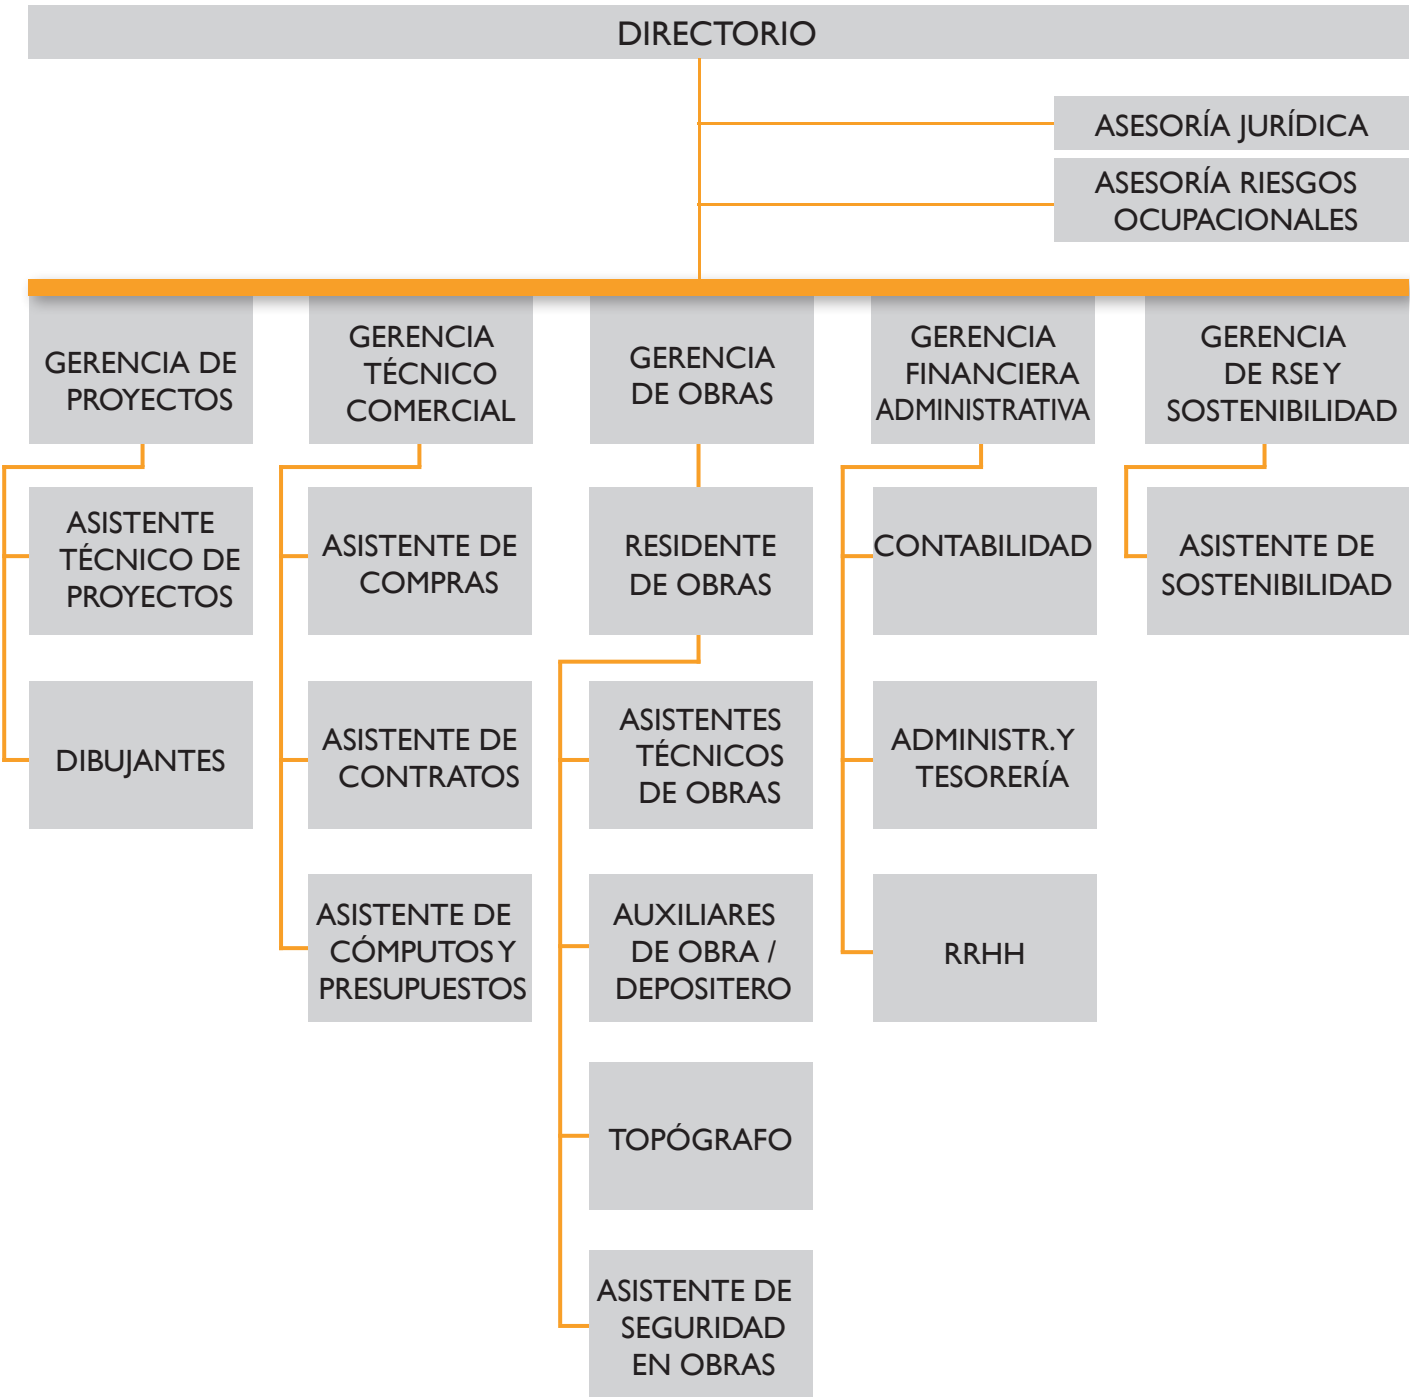 DIRECTORIO
ASESORÍA JURÍDICA
ASESORÍA RIESGOS
OCUPACIONALES
GERENCIA DE
PROYECTOS
GERENCIA
TÉCNICO
COMERCIAL
GERENCIA
DE OBRAS
GERENCIA
FINANCIERA
ADMINISTRATIVA
GERENCIA
DE RSE Y
SOSTENIBILIDAD
ASISTENTE
TÉCNICO DE
PROYECTOS
ASISTENTE DE
COMPRAS
RESIDENTE
DE OBRAS
CONTABILIDAD
ASISTENTE DE
SOSTENIBILIDAD
DIBUJANTES
ASISTENTE DE
CONTRATOS
ASISTENTES
TÉCNICOS
DE OBRAS
ADMINISTR. Y
TESORERÍA
ASISTENTE DE
CÓMPUTOS Y
PRESUPUESTOS
AUXILIARES
DE OBRA /
DEPOSITERO
RRHH
TOPÓGRAFO
ASISTENTE DE
SEGURIDAD
EN OBRAS